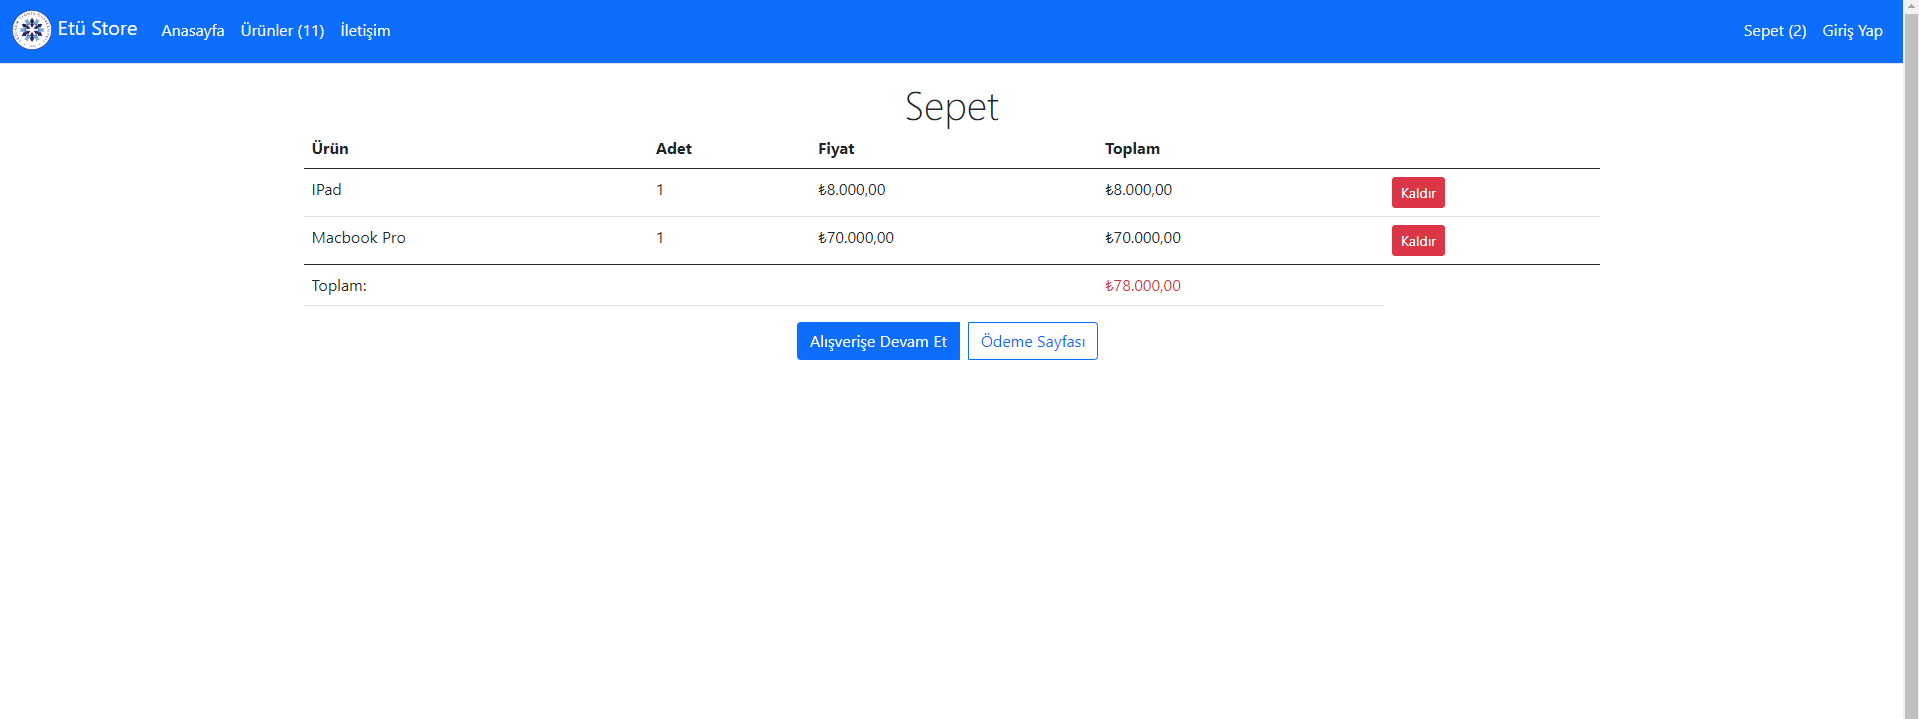 Etü Store Anasayfa Ürünler (11) İletişim Sepet (2) Giriş Yap
Sepet
Ürün Adet Fiyat Toplam
IPad 1 ₺8.000,00 ₺8.000,00 Kaldır
Macbook Pro 1 ₺70.000,00 ₺70.000,00 Kaldır
Toplam: ₺78.000,00
Alışverişe Devam Et Ödeme Sayfası